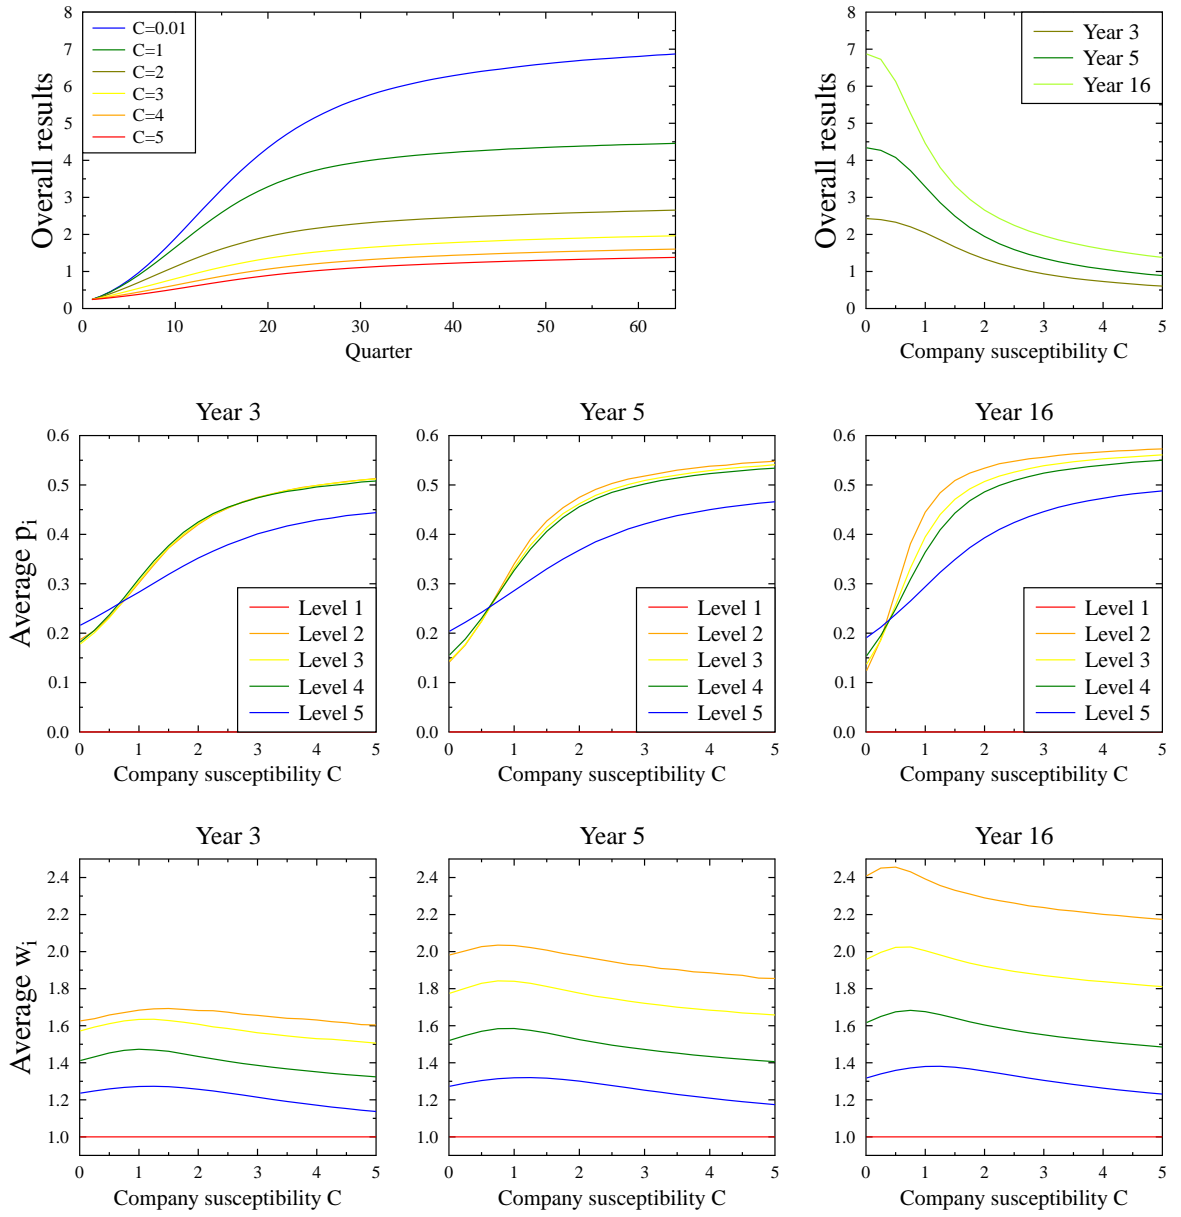 Overall results
8
7
6
5
4
3
2
1
0
C=0.01
C=1
C=2
C=3
C=4
C=5
0 10 20 30 40 50 60
Quarter
Overall results
8
7
6
5
4
3
2
1
0
Year 3
Year 5
Year 16
0 1 2 3 4 5
Company susceptibility C
Year 3
Average p_i
0.6
0.5
0.4
0.3
0.2
0.1
0.0
Level 1
Level 2
Level 3
Level 4
Level 5
0 1 2 3 4 5
Company susceptibility C
Year 5
0.6
0.5
0.4
0.3
0.2
0.1
0.0
Level 1
Level 2
Level 3
Level 4
Level 5
0 1 2 3 4 5
Company susceptibility C
Year 16
0.6
0.5
0.4
0.3
0.2
0.1
0.0
Level 1
Level 2
Level 3
Level 4
Level 5
0 1 2 3 4 5
Company susceptibility C
Year 3
Average w_i
2.4
2.2
2.0
1.8
1.6
1.4
1.2
1.0
0 1 2 3 4 5
Company susceptibility C
Year 5
2.4
2.2
2.0
1.8
1.6
1.4
1.2
1.0
0 1 2 3 4 5
Company susceptibility C
Year 16
2.4
2.2
2.0
1.8
1.6
1.4
1.2
1.0
0 1 2 3 4 5
Company susceptibility C